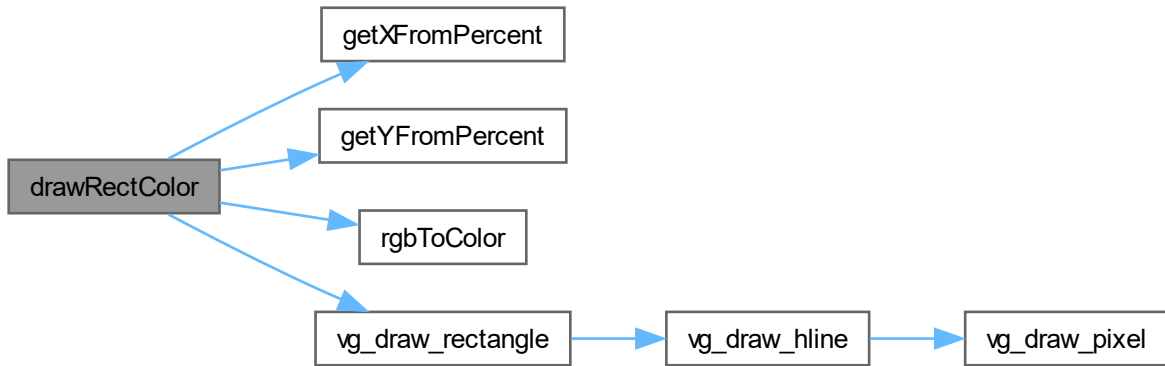 getXFromPercent
getYFromPercent
drawRectColor
rgbToColor
vg_draw_rectangle
vg_draw_hline
vg_draw_pixel